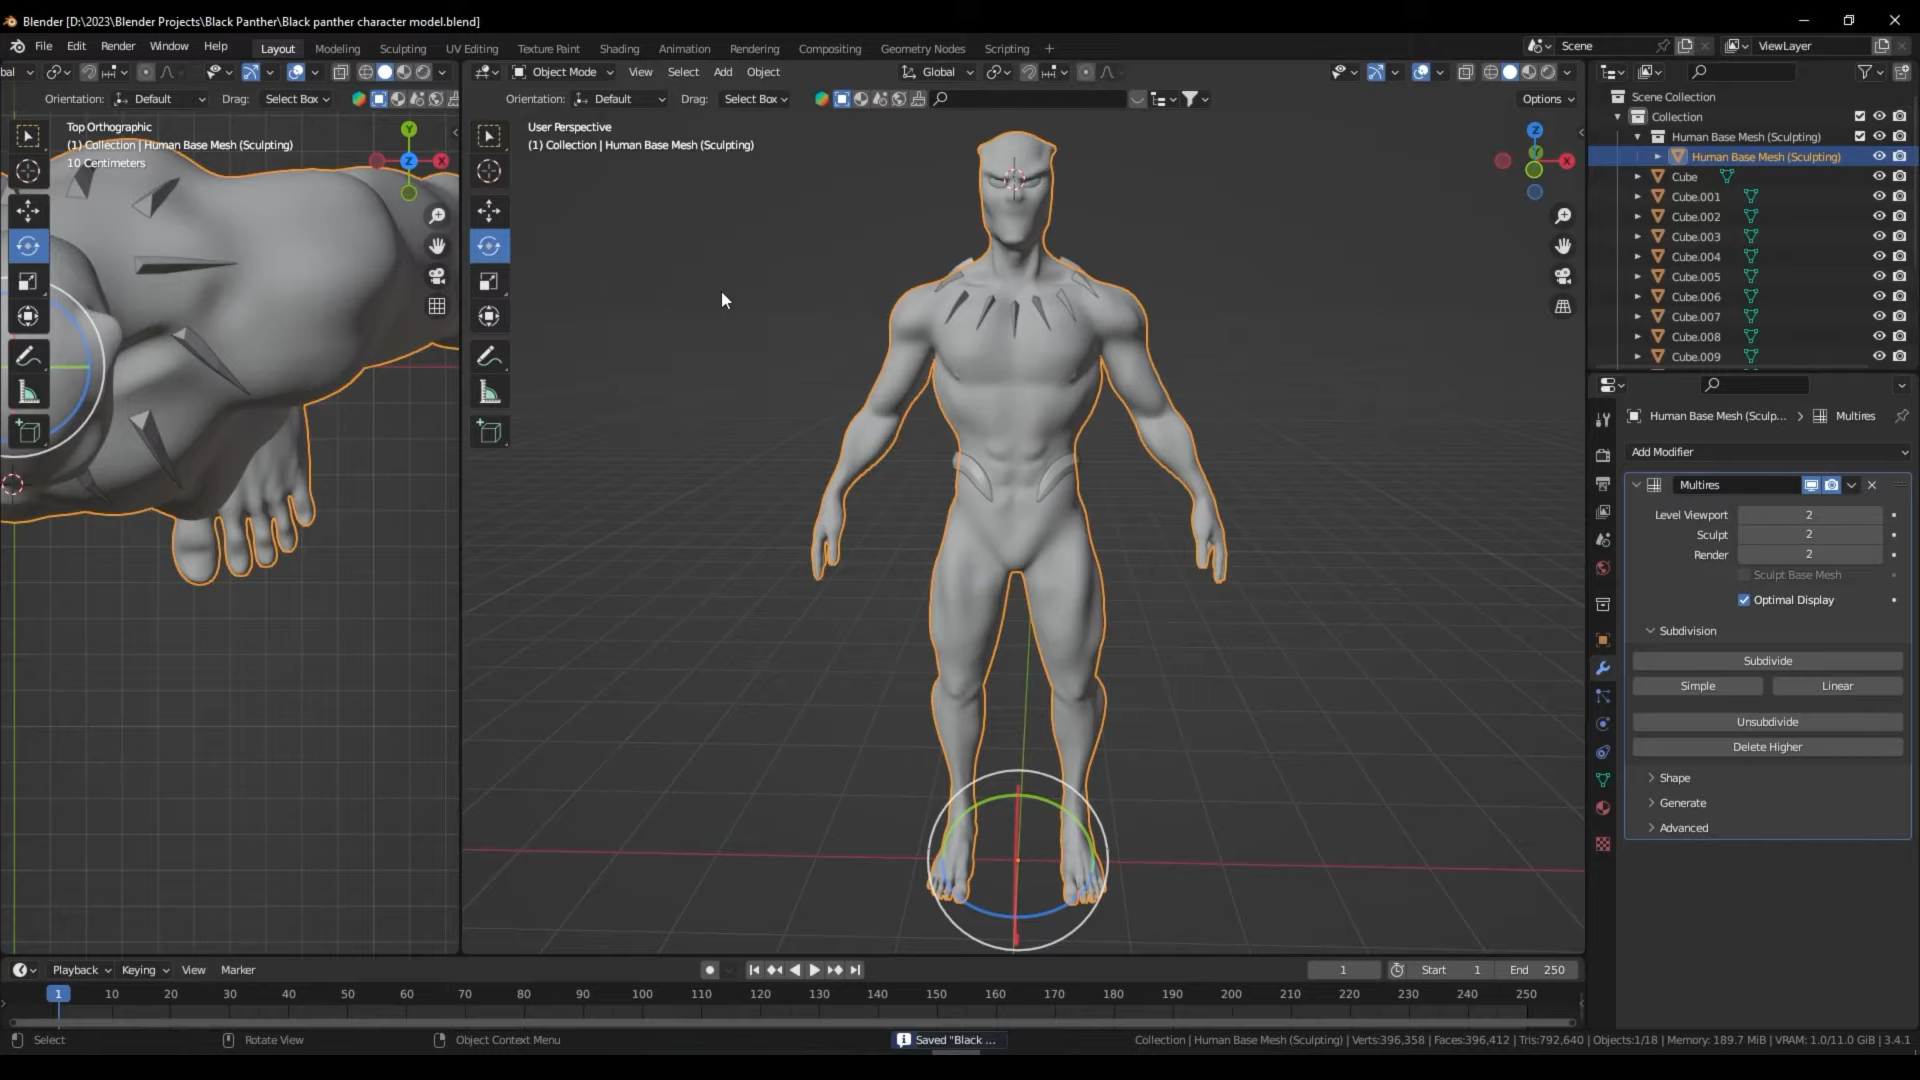 Blender [D:\2023\Blender Projects\Black Panther\Black panther character model.blend]
File Edit Render Window Help Layout Modeling Sculpting UV Editing Texture Paint Shading Animation Rendering Compositing Geometry Nodes Scripting + Scene ViewLayer
bal Object Mode View Select Add Object Global
Orientation: Default Drag: Select Box Orientation: Default Drag: Select Box Options
Top Orthographic
(1) Collection | Human Base Mesh (Sculpting)
10 Centimeters
Y
Z
X
User Perspective
(1) Collection | Human Base Mesh (Sculpting)
Z
Y
X
Scene Collection
Collection
Human Base Mesh (Sculpting)
Human Base Mesh (Sculpting)
Cube
Cube.001
Cube.002
Cube.003
Cube.004
Cube.005
Cube.006
Cube.007
Cube.008
Cube.009
Human Base Mesh (Sculp... > Multires
Add Modifier
Multires
Level Viewport 2
Sculpt 2
Render 2
Sculpt Base Mesh
Optimal Display
Subdivision
Subdivide
Simple Linear
Unsubdivide
Delete Higher
Shape
Generate
Advanced
Playback Keying View Marker 1 Start 1 End 250
1 10 20 30 40 50 60 70 80 90 100 110 120 130 140 150 160 170 180 190 200 210 220 230 240 250
Select Rotate View Object Context Menu Saved "Black ... Collection | Human Base Mesh (Sculpting) | Verts:396,358 | Faces:396,412 | Tris:792,640 | Objects:1/18 | Memory: 189.7 MiB | VRAM: 1.0/11.0 GiB | 3.4.1